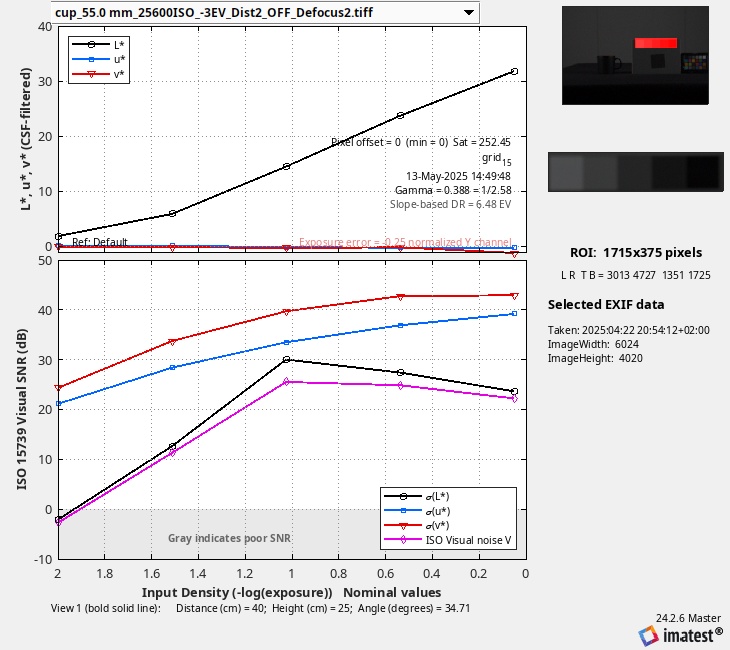 cup_55.0 mm_25600ISO_-3EV_Dist2_OFF_Defocus2.tiff
L*, u*, v* (CSF-filtered)
40
30
20
10
0
L*
u*
v*
Pixel offset = 0 (min = 0) Sat = 252.45
grid15
13-May-2025 14:49:48
Gamma = 0.388 = 1/2.58
Slope-based DR = 6.48 EV
Ref: Default
Exposure error = -0.25 normalized Y channel
ISO 15739 Visual SNR (dB)
50
40
30
20
10
0
-10
σ(L*)
σ(u*)
σ(v*)
ISO Visual noise V
Gray indicates poor SNR
2 1.8 1.6 1.4 1.2 1 0.8 0.6 0.4 0.2 0
Input Density (-log(exposure)) Nominal values
View 1 (bold solid line): Distance (cm) = 40; Height (cm) = 25; Angle (degrees) = 34.71
ROI: 1715x375 pixels
L R T B = 3013 4727 1351 1725
Selected EXIF data
Taken: 2025:04:22 20:54:12+02:00
ImageWidth: 6024
ImageHeight: 4020
24.2.6 Master
imatest®